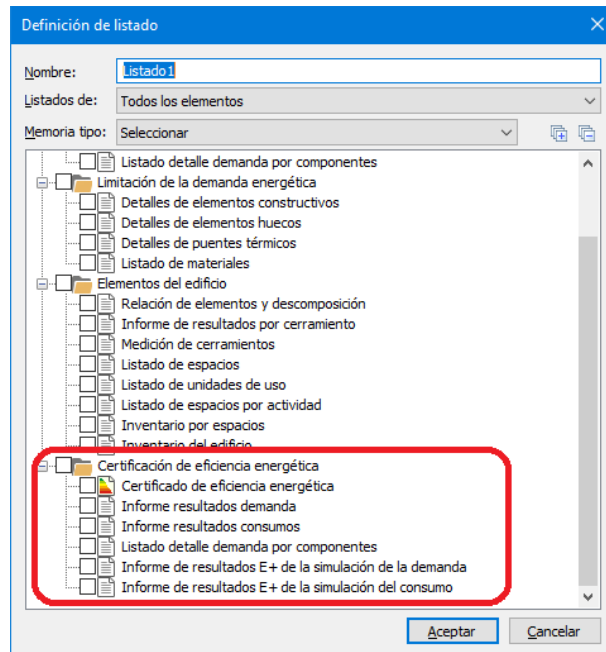 Definición de listado
Nombre: Listado1
Listados de: Todos los elementos
Memoria tipo: Seleccionar
Listado detalle demanda por componentes
Limitación de la demanda energética
Detalles de elementos constructivos
Detalles de elementos huecos
Detalles de puentes térmicos
Listado de materiales
Elementos del edificio
Relación de elementos y descomposición
Informe de resultados por cerramiento
Medición de cerramientos
Listado de espacios
Listado de unidades de uso
Listado de espacios por actividad
Inventario por espacios
Inventario del edificio
Certificación de eficiencia energética
Certificado de eficiencia energética
Informe resultados demanda
Informe resultados consumos
Listado detalle demanda por componentes
Informe de resultados E+ de la simulación de la demanda
Informe de resultados E+ de la simulación del consumo
Aceptar Cancelar